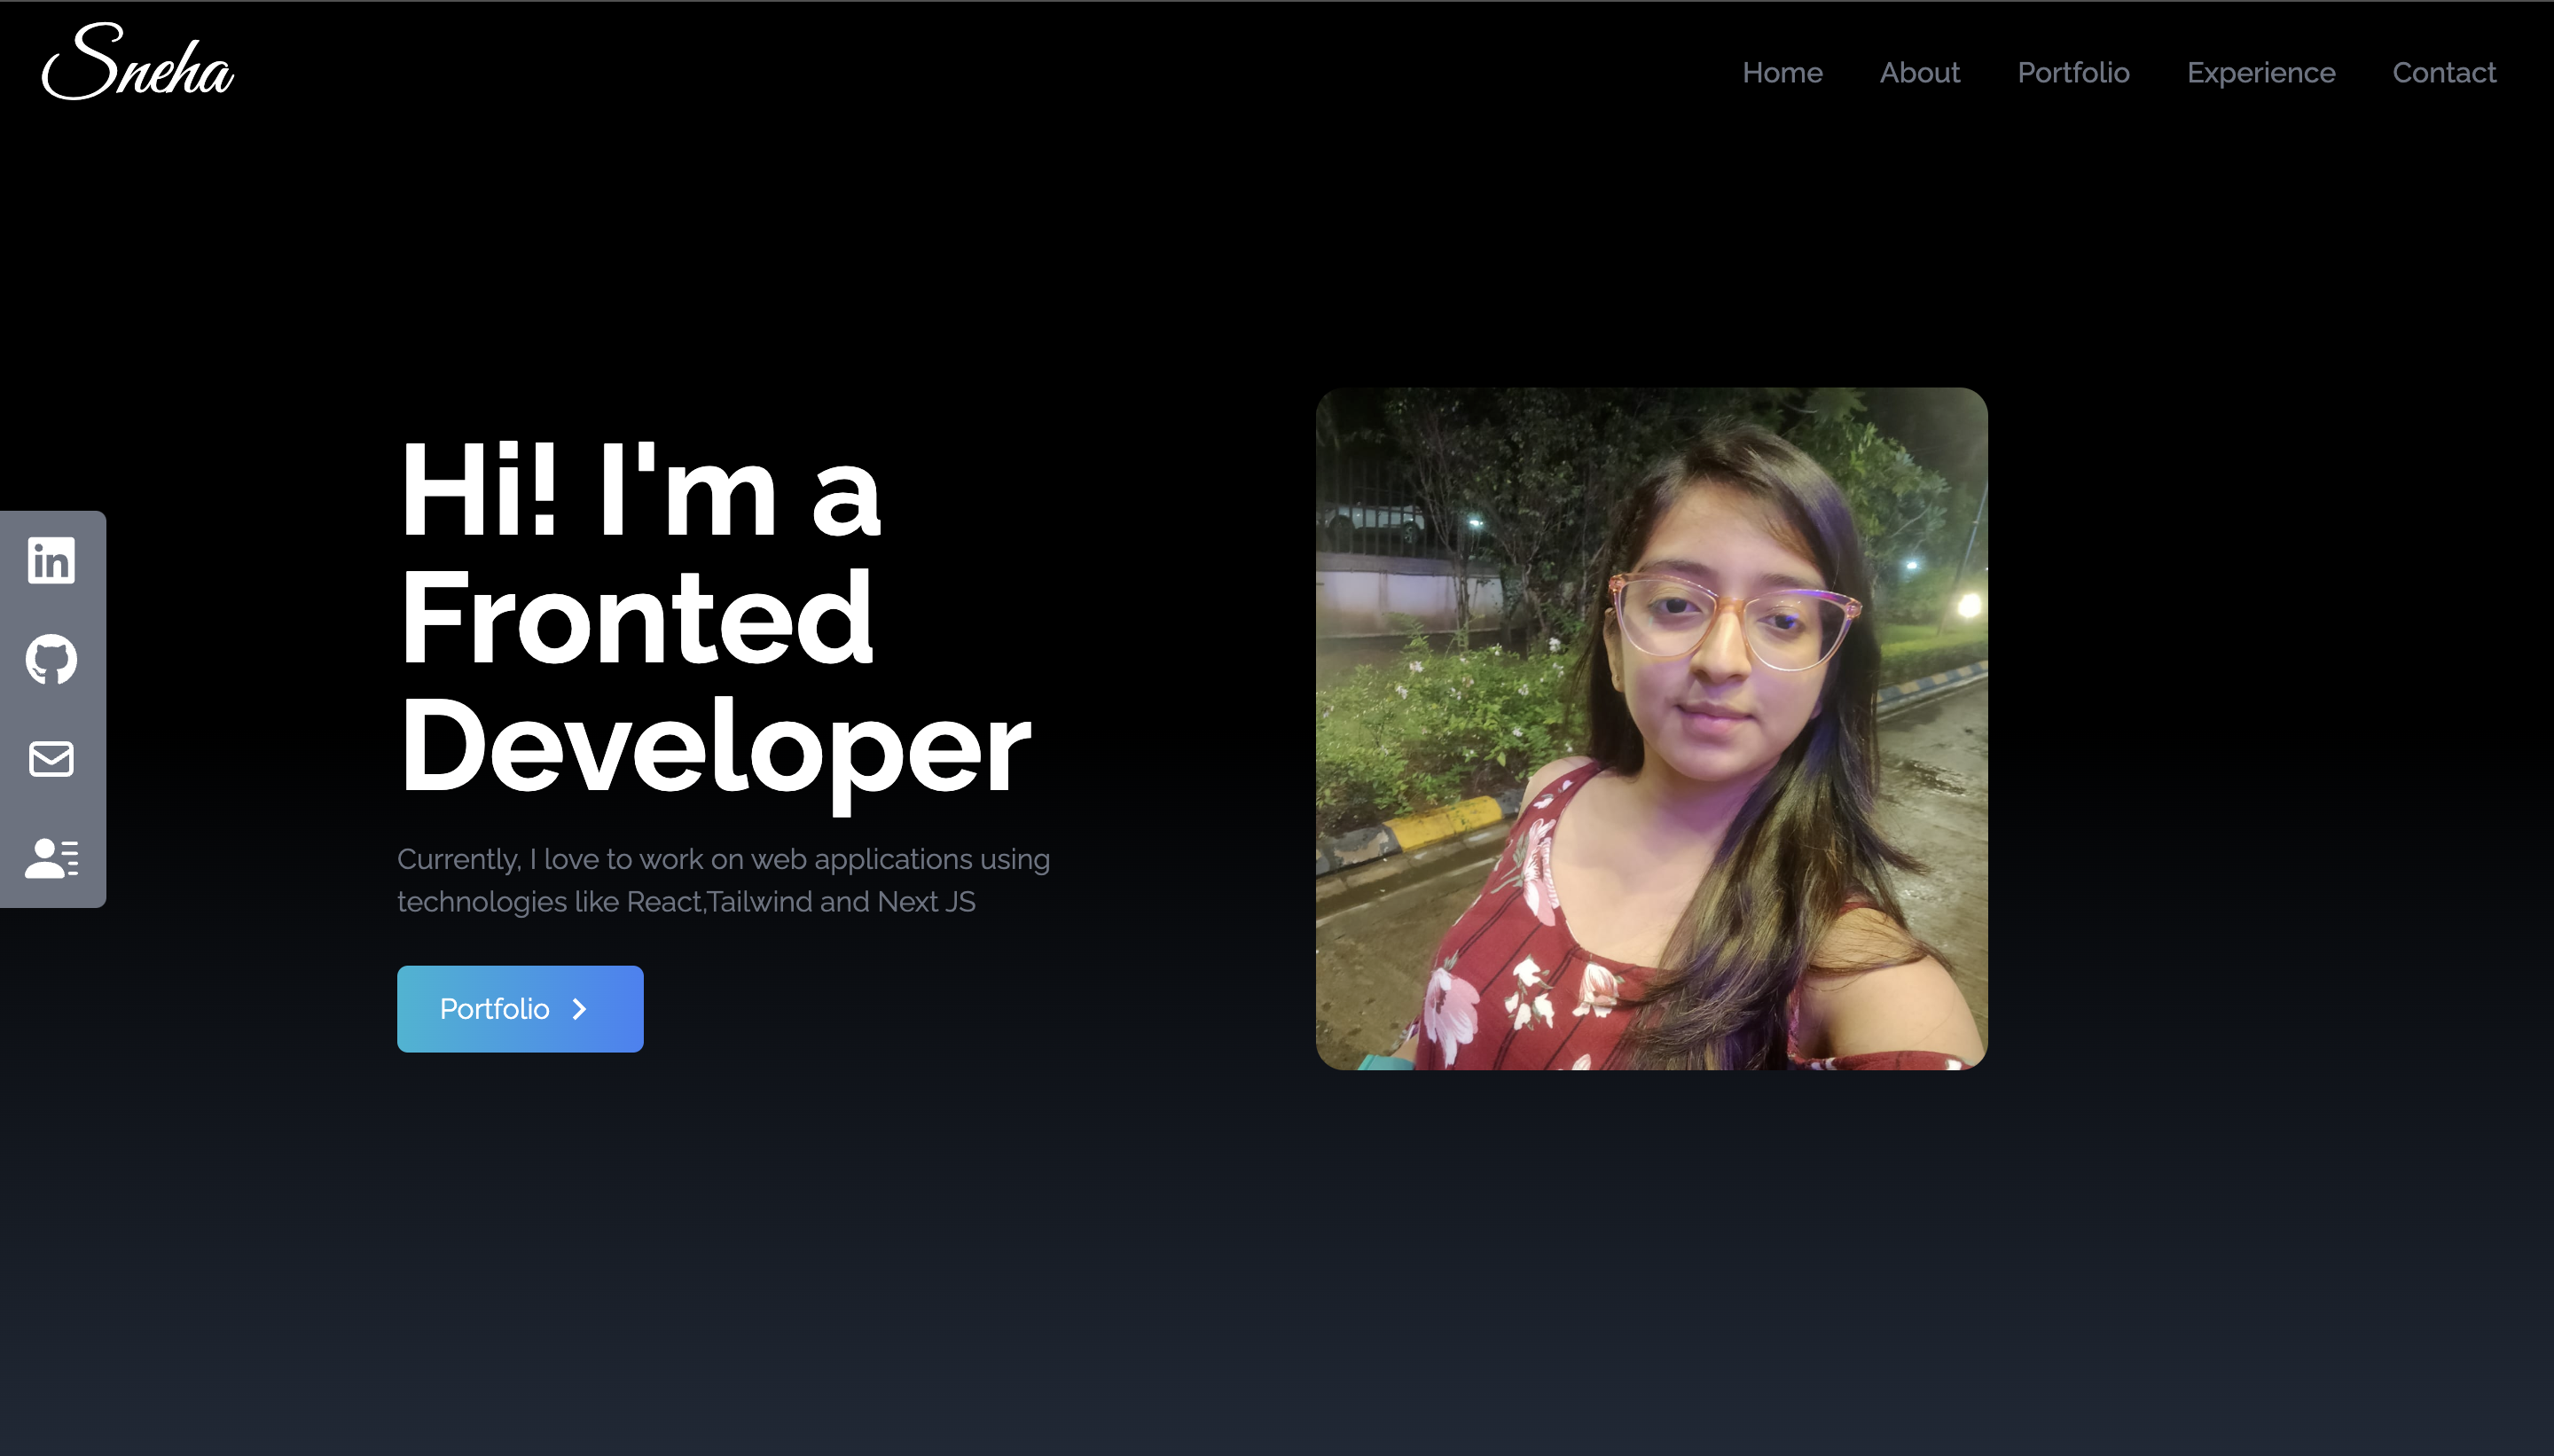 Sneha
Home About Portfolio Experience Contact
Hi! I'm a
Fronted
Developer
in
Currently, I love to work on web applications using
technologies like React,Tailwind and Next JS
Portfolio